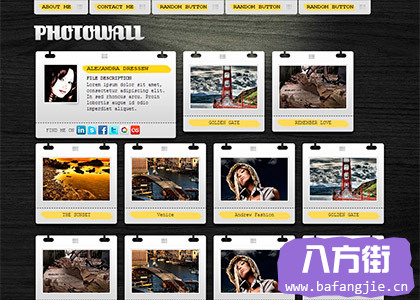 ABOUT ME
CONTACT ME
RANDOM BUTTON
RANDOM BUTTON
RANDOM BUTTON
PHOTOWALL
ALEXANDRA DRESSEW
FILE DESCRIPTION
Lorem ipsum dolor sit amet,
consectetur adipiscing elit.
In sed rhoncus arcu. Proin
lobortis augue id odio
imperdiet aliquet.
FIND ME ON
GOLDEN GATE
REMEMBER LOVE
THE SUNSET
Venice
Andrew Fashion
GOLDEN GATE
八方街
www.bafangjie.cn